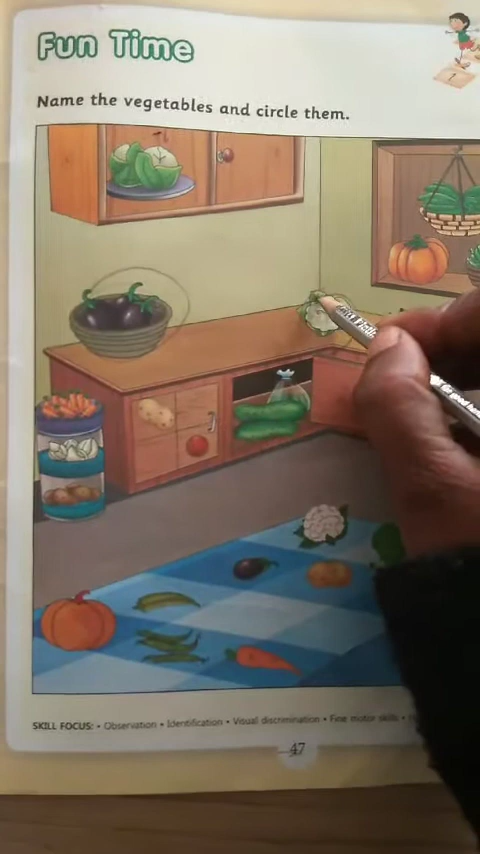 Fun Time
Name the vegetables and circle them.
SKILL FOCUS: • Observation • Identification • Visual discrimination • Fine motor skills •
47